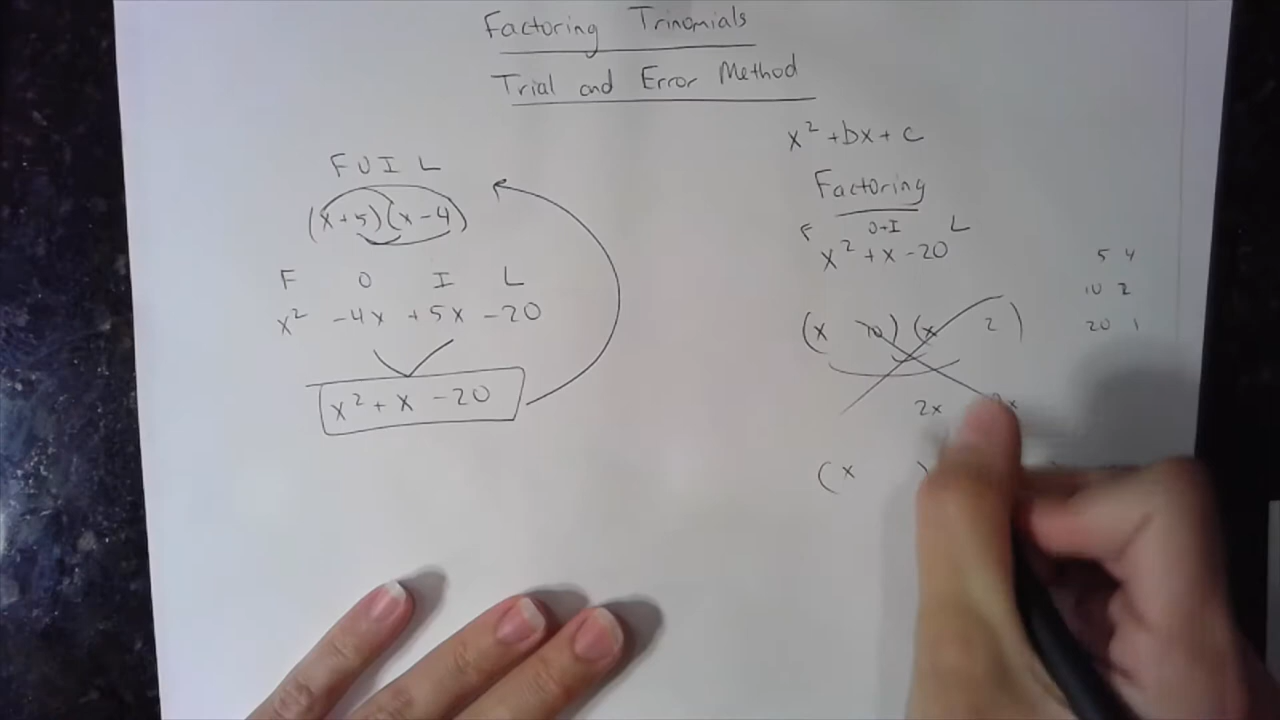 Factoring Trinomials
Trial and Error Method
F O I L
(x+5)(x-4)
F O I L
x² -4x +5x -20
x² + x -20
x² + bx + c
Factoring
F O+I L
x² + x - 20
5 4
10 2
20 1
(x 10) (x 2)
2x
(x )